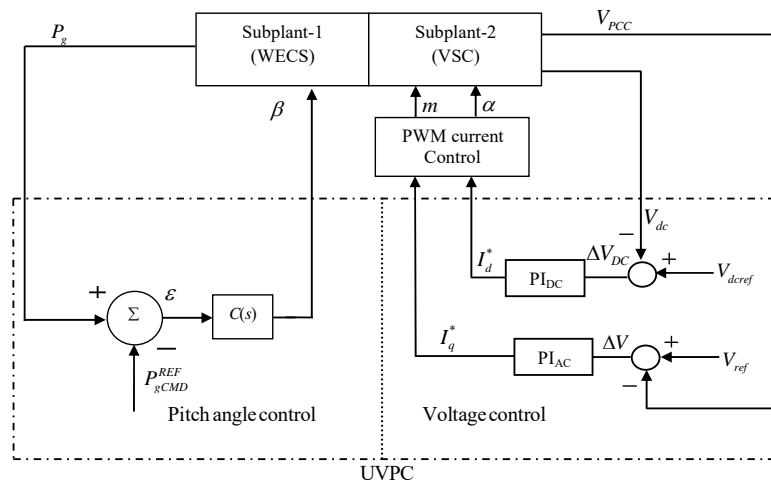 P_g
Subplant-1
(WECS)
Subplant-2
(VSC)
V_PCC
β
m
α
PWM current
Control
V_dc
−
I_d^*
PI_DC
ΔV_DC
+
V_dcref
+
Σ
ε
C(s)
−
P_gCMD^REF
I_q^*
PI_AC
ΔV
+
V_ref
−
Pitch angle control
Voltage control
UVPC